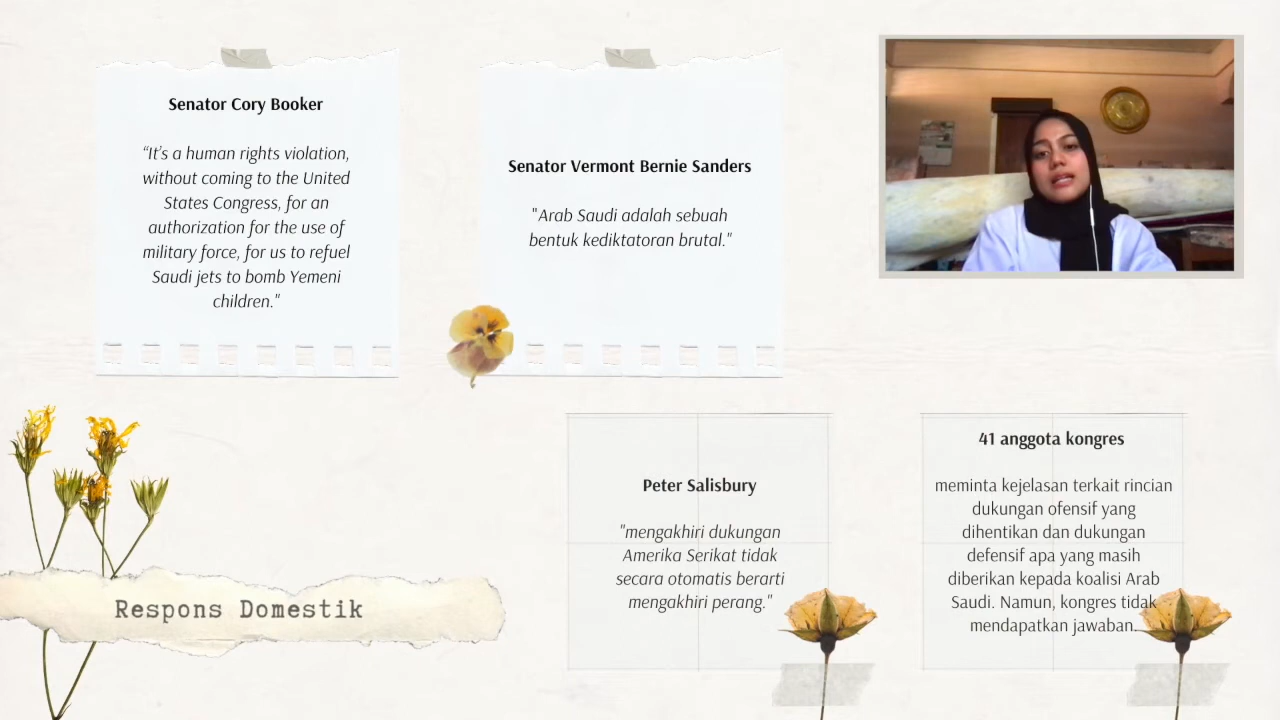 Senator Cory Booker
“It's a human rights violation,
without coming to the United
States Congress, for an
authorization for the use of
military force, for us to refuel
Saudi jets to bomb Yemeni
children."
Senator Vermont Bernie Sanders
"Arab Saudi adalah sebuah
bentuk kediktatoran brutal."
Peter Salisbury
"mengakhiri dukungan
Amerika Serikat tidak
secara otomatis berarti
mengakhiri perang."
41 anggota kongres
meminta kejelasan terkait rincian
dukungan ofensif yang
dihentikan dan dukungan
defensif apa yang masih
diberikan kepada koalisi Arab
Saudi. Namun, kongres tidak
mendapatkan jawaban.
Respons Domestik